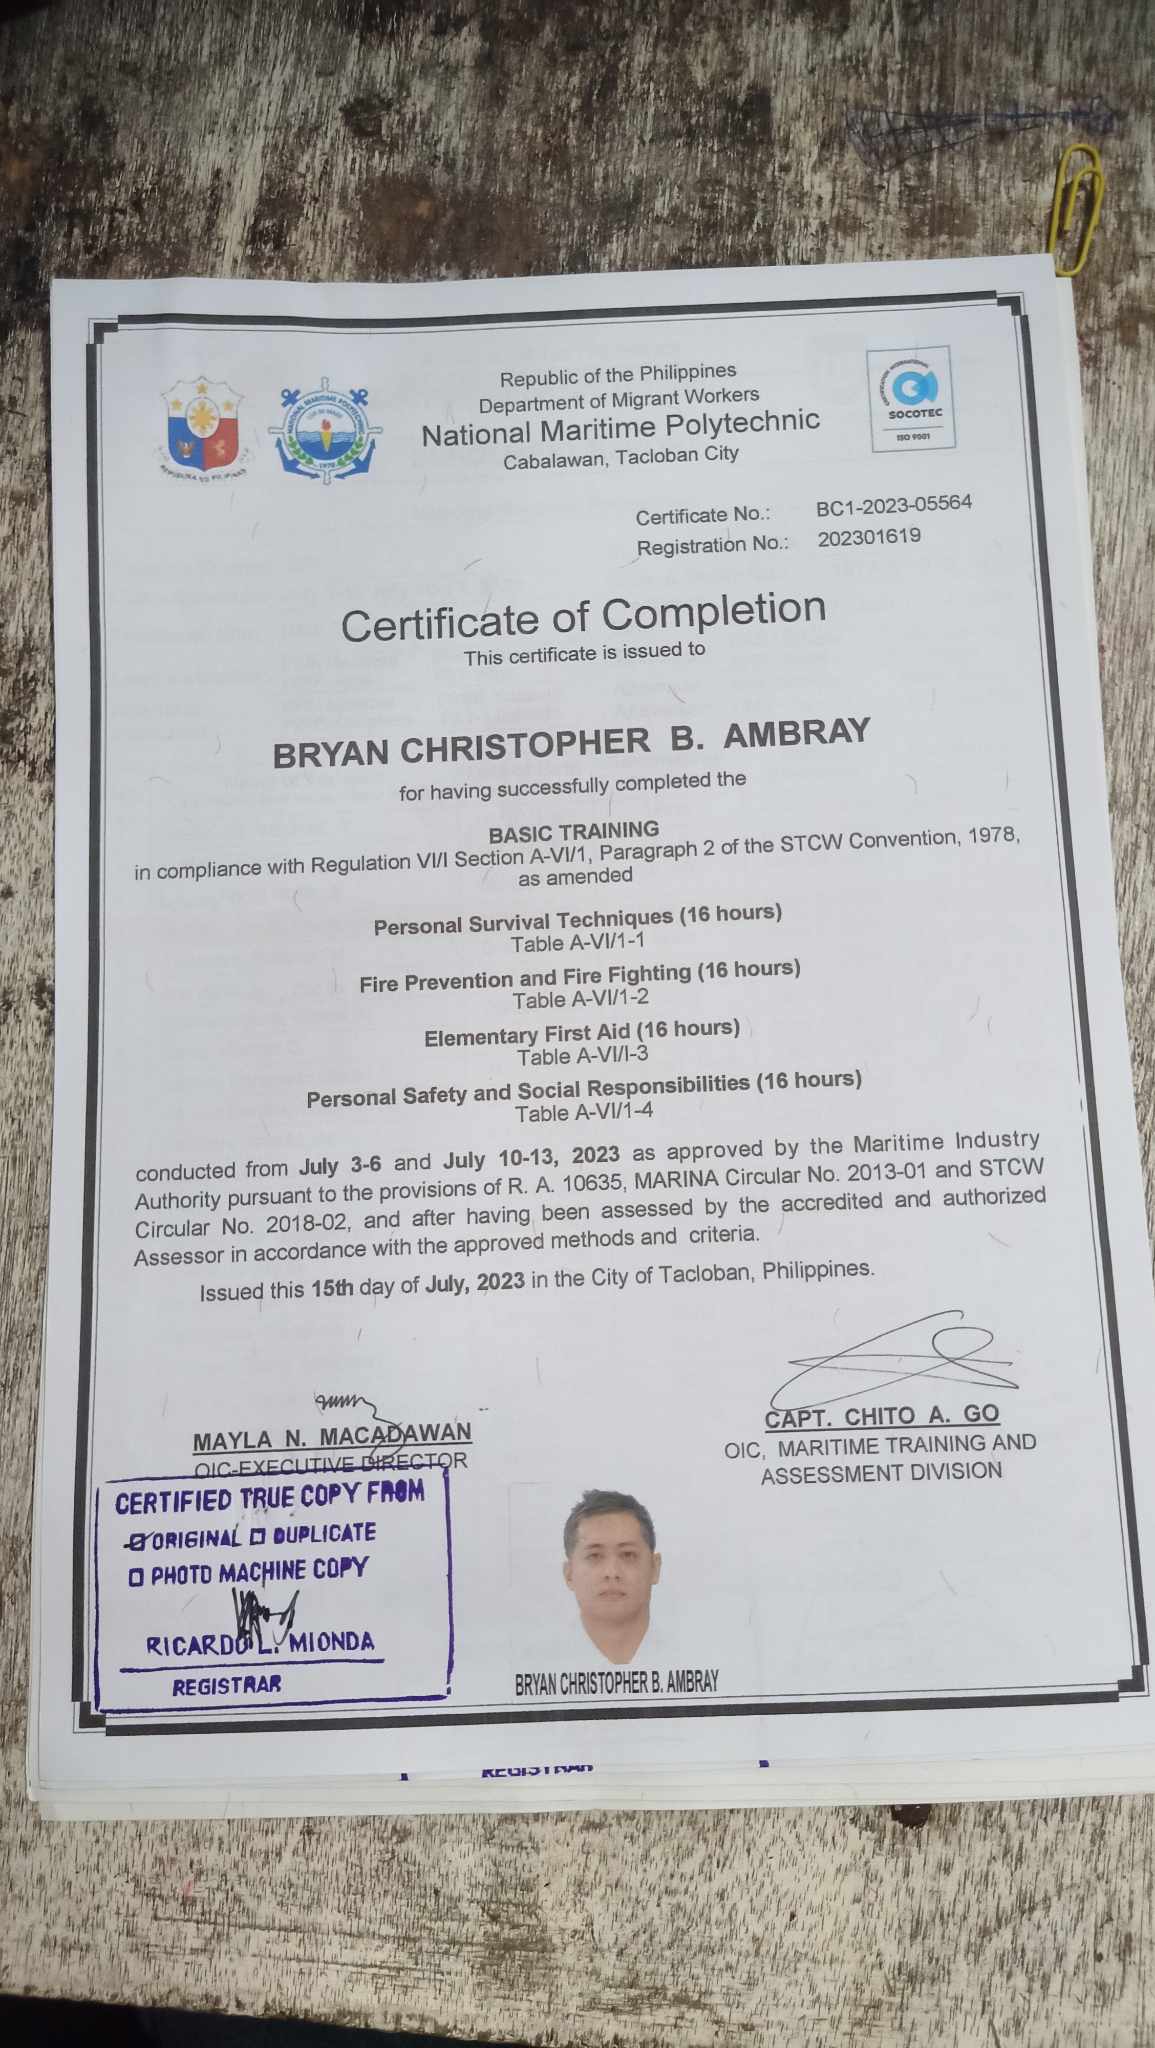 Republic of the Philippines
Department of Migrant Workers
National Maritime Polytechnic
Cabalawan, Tacloban City
NATIONAL MARITIME POLYTECHNIC
1978
CERTIFICATION INTERNATIONAL
SOCOTEC
ISO 9001
Certificate No.: BC1-2023-05564
Registration No.: 202301619
Certificate of Completion
This certificate is issued to
BRYAN CHRISTOPHER B. AMBRAY
for having successfully completed the
BASIC TRAINING
in compliance with Regulation VI/I Section A-VI/1, Paragraph 2 of the STCW Convention, 1978,
as amended
Personal Survival Techniques (16 hours)
Table A-VI/1-1
Fire Prevention and Fire Fighting (16 hours)
Table A-VI/1-2
Elementary First Aid (16 hours)
Table A-VI/I-3
Personal Safety and Social Responsibilities (16 hours)
Table A-VI/1-4
conducted from July 3-6 and July 10-13, 2023 as approved by the Maritime Industry
Authority pursuant to the provisions of R. A. 10635, MARINA Circular No. 2013-01 and STCW
Circular No. 2018-02, and after having been assessed by the accredited and authorized
Assessor in accordance with the approved methods and criteria.
Issued this 15th day of July, 2023 in the City of Tacloban, Philippines.
MAYLA N. MACADAWAN
OIC-EXECUTIVE DIRECTOR
CAPT. CHITO A. GO
OIC, MARITIME TRAINING AND
ASSESSMENT DIVISION
CERTIFIED TRUE COPY FROM
ORIGINAL DUPLICATE
PHOTO MACHINE COPY
RICARDO L. MIONDA
REGISTRAR
BRYAN CHRISTOPHER B. AMBRAY
REGISTRAR